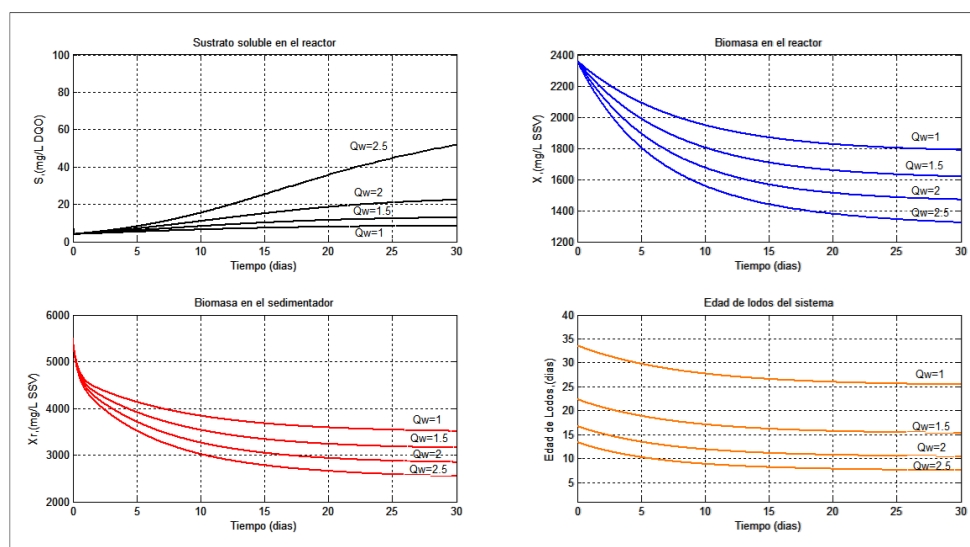 Sustrato soluble en el reactor
100
80
60
40
20
0
S,(mg/L DQO)
Qw=2.5
Qw=2
Qw=1.5
Qw=1
0 5 10 15 20 25 30
Tiempo (dias)
Biomasa en el reactor
2400
2200
2000
1800
1600
1400
1200
X ,(mg/L SSV)
Qw=1
Qw=1.5
Qw=2
Qw=2.5
0 5 10 15 20 25 30
Tiempo (dias)
Biomasa en el sedimentador
6000
5000
4000
3000
2000
Xr,(mg/L SSV)
Qw=1
Qw=1.5
Qw=2
Qw=2.5
0 5 10 15 20 25 30
Tiempo (dias)
Edad de lodos del sistema
40
35
30
25
20
15
10
5
Edad de Lodos,(dias)
Qw=1
Qw=1.5
Qw=2
Qw=2.5
0 5 10 15 20 25 30
Tiempo (dias)